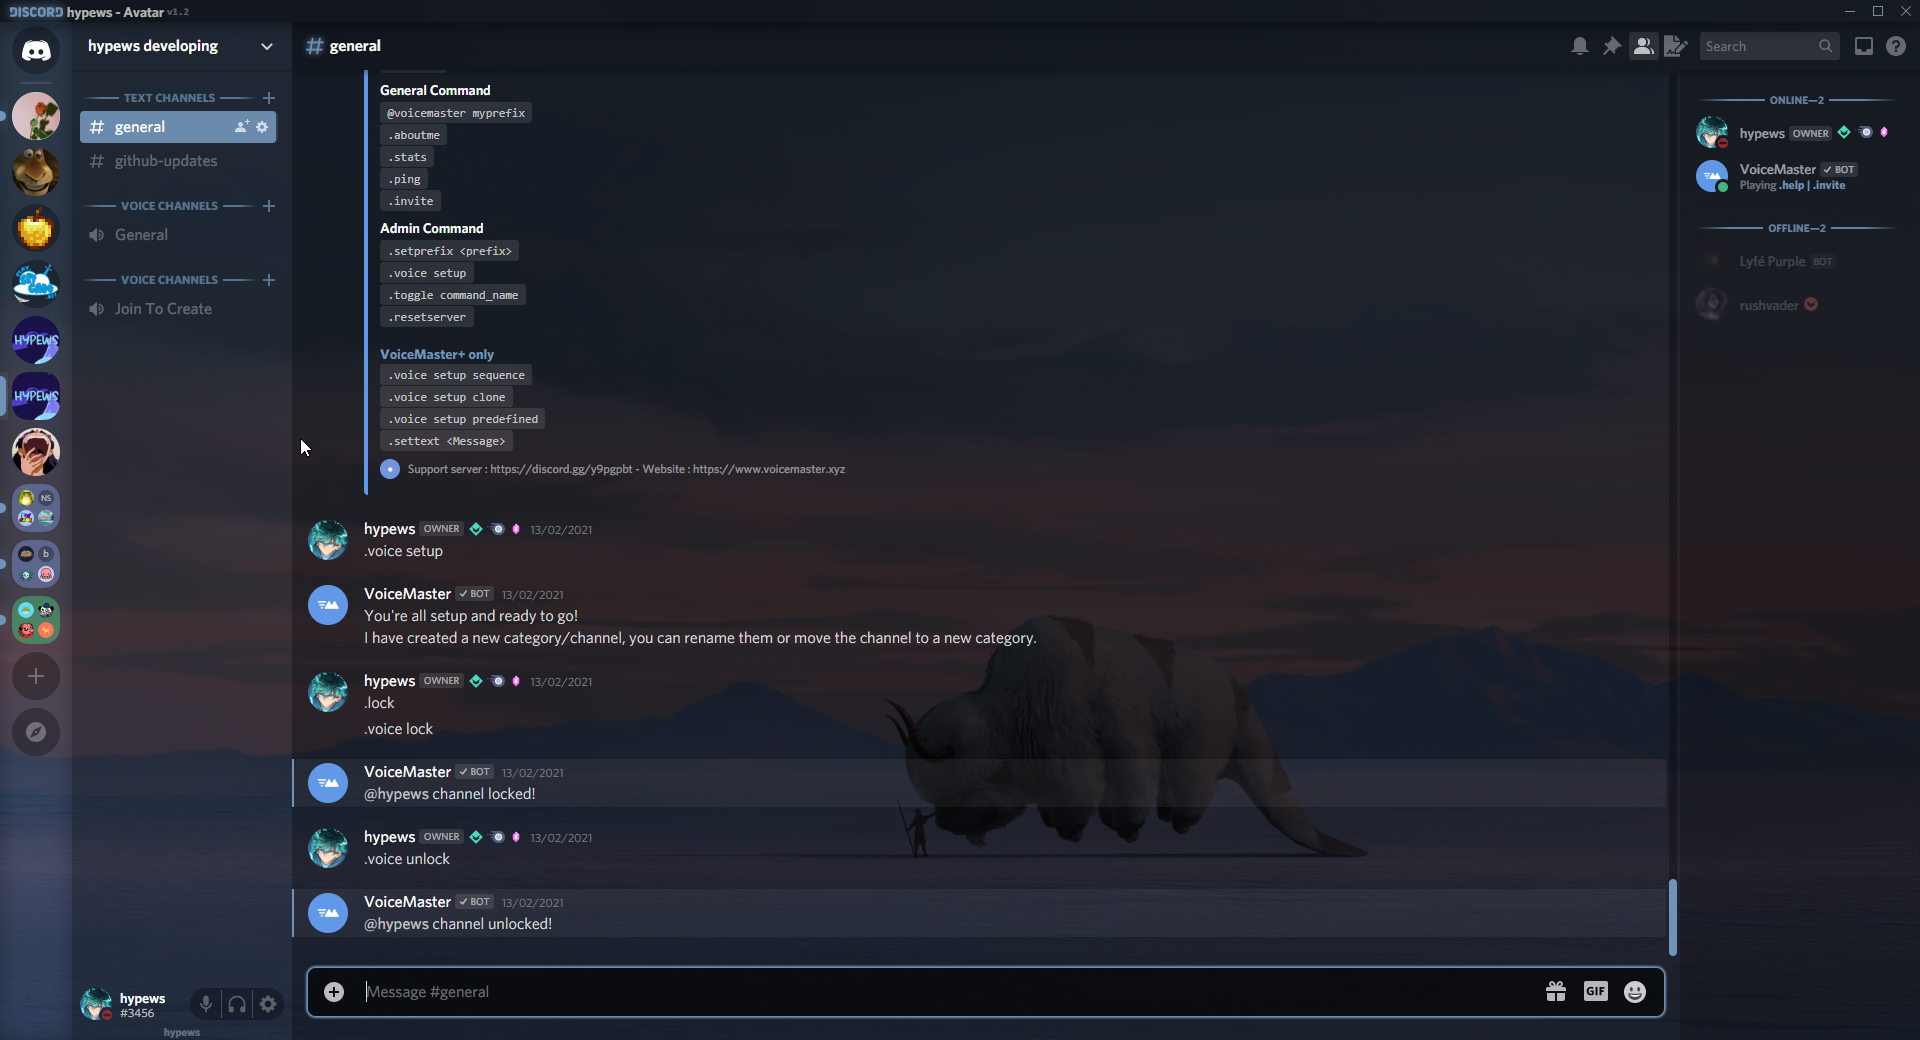 DISCORD hypews - Avatar v1.2
hypews developing
TEXT CHANNELS
general
github-updates
VOICE CHANNELS
General
VOICE CHANNELS
Join To Create
HYPEWS
HYPEWS
NS
b
hypews
#3456
hypews
# general
Search
General Command
@voicemaster myprefix
.aboutme
.stats
.ping
.invite
Admin Command
.setprefix <prefix>
.voice setup
.toggle command_name
.resetserver
VoiceMaster+ only
.voice setup sequence
.voice setup clone
.voice setup predefined
.settext <Message>
Support server : https://discord.gg/y9pgpbt - Website : https://www.voicemaster.xyz
hypews OWNER 13/02/2021
.voice setup
VoiceMaster ✓ BOT 13/02/2021
You're all setup and ready to go!
I have created a new category/channel, you can rename them or move the channel to a new category.
hypews OWNER 13/02/2021
.lock
.voice lock
VoiceMaster ✓ BOT 13/02/2021
@hypews channel locked!
hypews OWNER 13/02/2021
.voice unlock
VoiceMaster ✓ BOT 13/02/2021
@hypews channel unlocked!
Message #general
GIF
ONLINE—2
hypews OWNER
VoiceMaster ✓ BOT
Playing .help | .invite
OFFLINE—2
Lyfé Purple BOT
rushvader